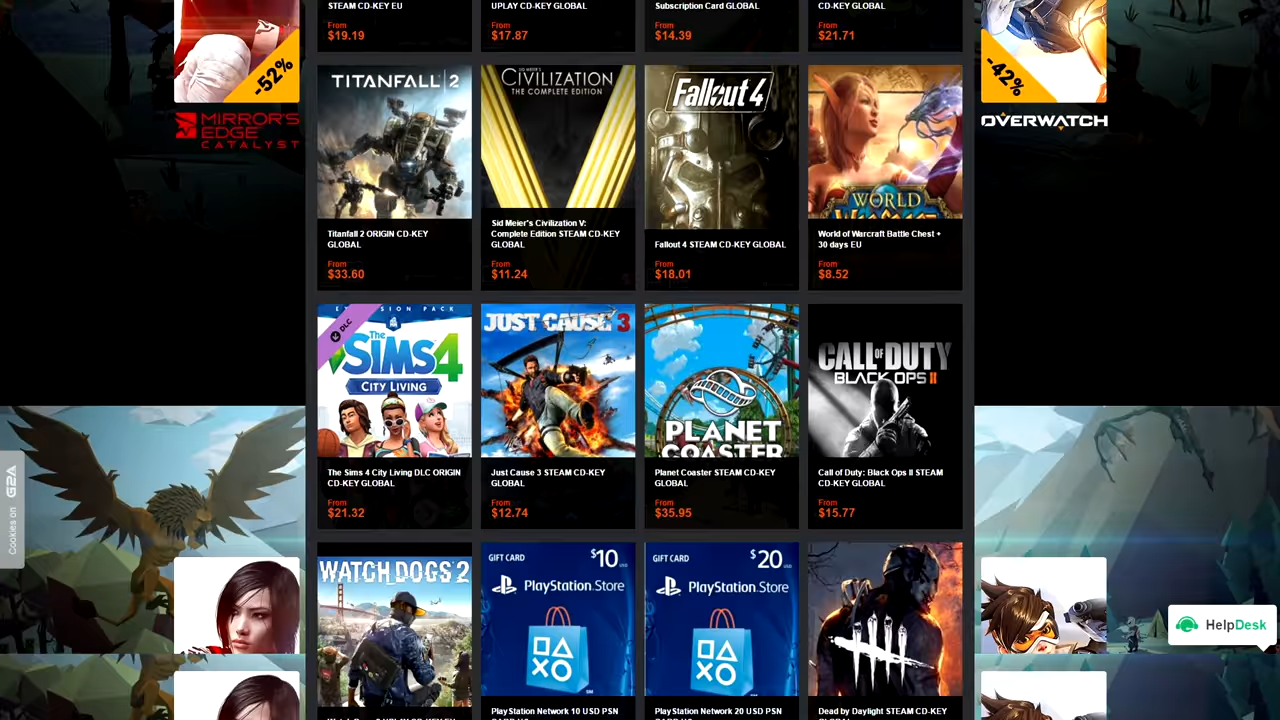 STEAM CD-KEY EU
From
$19.19
UPLAY CD-KEY GLOBAL
From
$17.87
Subscription Card GLOBAL
From
$14.39
CD-KEY GLOBAL
From
$21.71
-52%
MIRROR'S
EDGE
CATALYST
-42%
OVERWATCH
TITANFALL 2
Titanfall 2 ORIGIN CD-KEY
GLOBAL
From
$33.60
SID MEIER'S
CIVILIZATION
THE COMPLETE EDITION
Sid Meier's Civilization V:
Complete Edition STEAM CD-KEY
GLOBAL
From
$11.24
Fallout 4
Fallout 4 STEAM CD-KEY GLOBAL
From
$18.01
WORLD
World of Warcraft Battle Chest +
30 days EU
From
$8.52
DLC
The
SIMS 4
CITY LIVING
The Sims 4 City Living DLC ORIGIN
CD-KEY GLOBAL
From
$21.32
JUST CAUSE 3
Just Cause 3 STEAM CD-KEY
GLOBAL
From
$12.74
PLANET
COASTER
Planet Coaster STEAM CD-KEY
GLOBAL
From
$35.95
CALL OF DUTY
BLACK OPS II
Call of Duty: Black Ops II STEAM
CD-KEY GLOBAL
From
$15.77
Cookies on G2A
WATCH DOGS 2
GIFT CARD $10 USD
PlayStation.Store
PlayStation Network 10 USD PSN
GIFT CARD $20 USD
PlayStation.Store
PlayStation Network 20 USD PSN
Dead by Daylight STEAM CD-KEY
HelpDesk